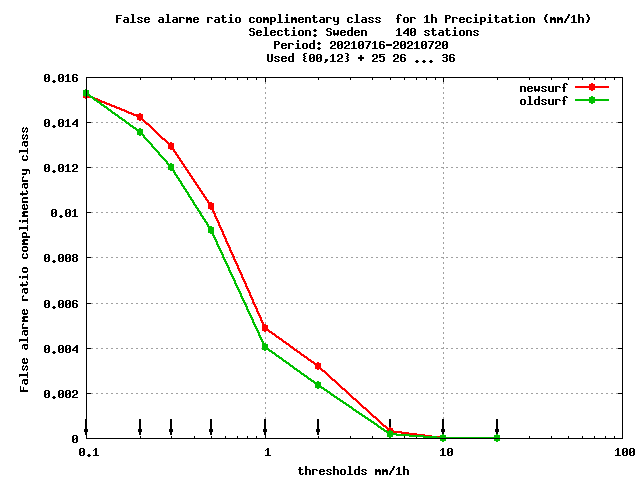 False alarme ratio complimentary class  for 1h Precipitation (mm/1h)
Selection: Sweden    140 stations
Period: 20210716-20210720
Used {00,12} + 25 26 ... 36
newsurf
oldsurf
False alarme ratio complimentary class
0.016
0.014
0.012
0.01
0.008
0.006
0.004
0.002
0
0.1
1
10
100
thresholds mm/1h